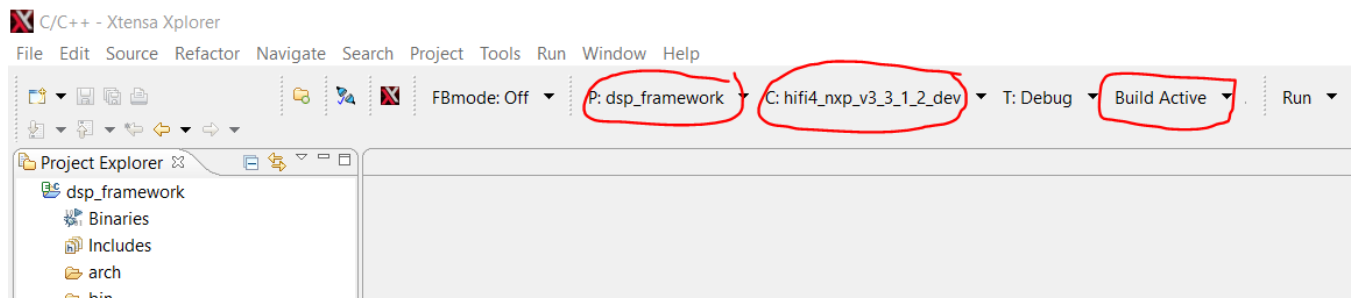 C/C++ - Xtensa Xplorer
File Edit Source Refactor Navigate Search Project Tools Run Window Help
FBmode: Off P: dsp_framework C: hifi4_nxp_v3_3_1_2_dev T: Debug Build Active Run
Project Explorer
dsp_framework
Binaries
Includes
arch
bin